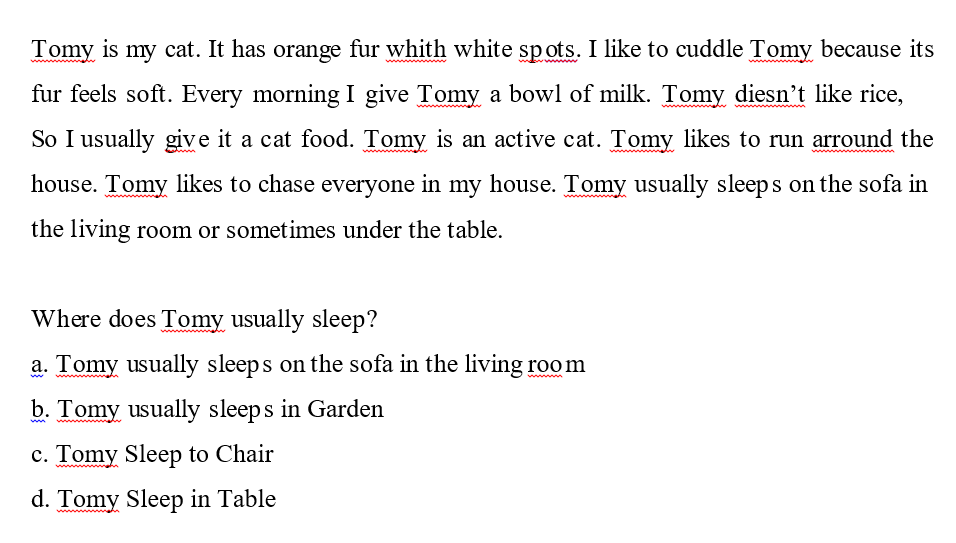 Tomy is my cat. It has orange fur whith white spots. I like to cuddle Tomy because its
fur feels soft. Every morning I give Tomy a bowl of milk. Tomy diesn’t like rice,
So I usually give it a cat food. Tomy is an active cat. Tomy likes to run arround the
house. Tomy likes to chase everyone in my house. Tomy usually sleeps on the sofa in
the living room or sometimes under the table.
Where does Tomy usually sleep?
a. Tomy usually sleeps on the sofa in the living room
b. Tomy usually sleeps in Garden
c. Tomy Sleep to Chair
d. Tomy Sleep in Table